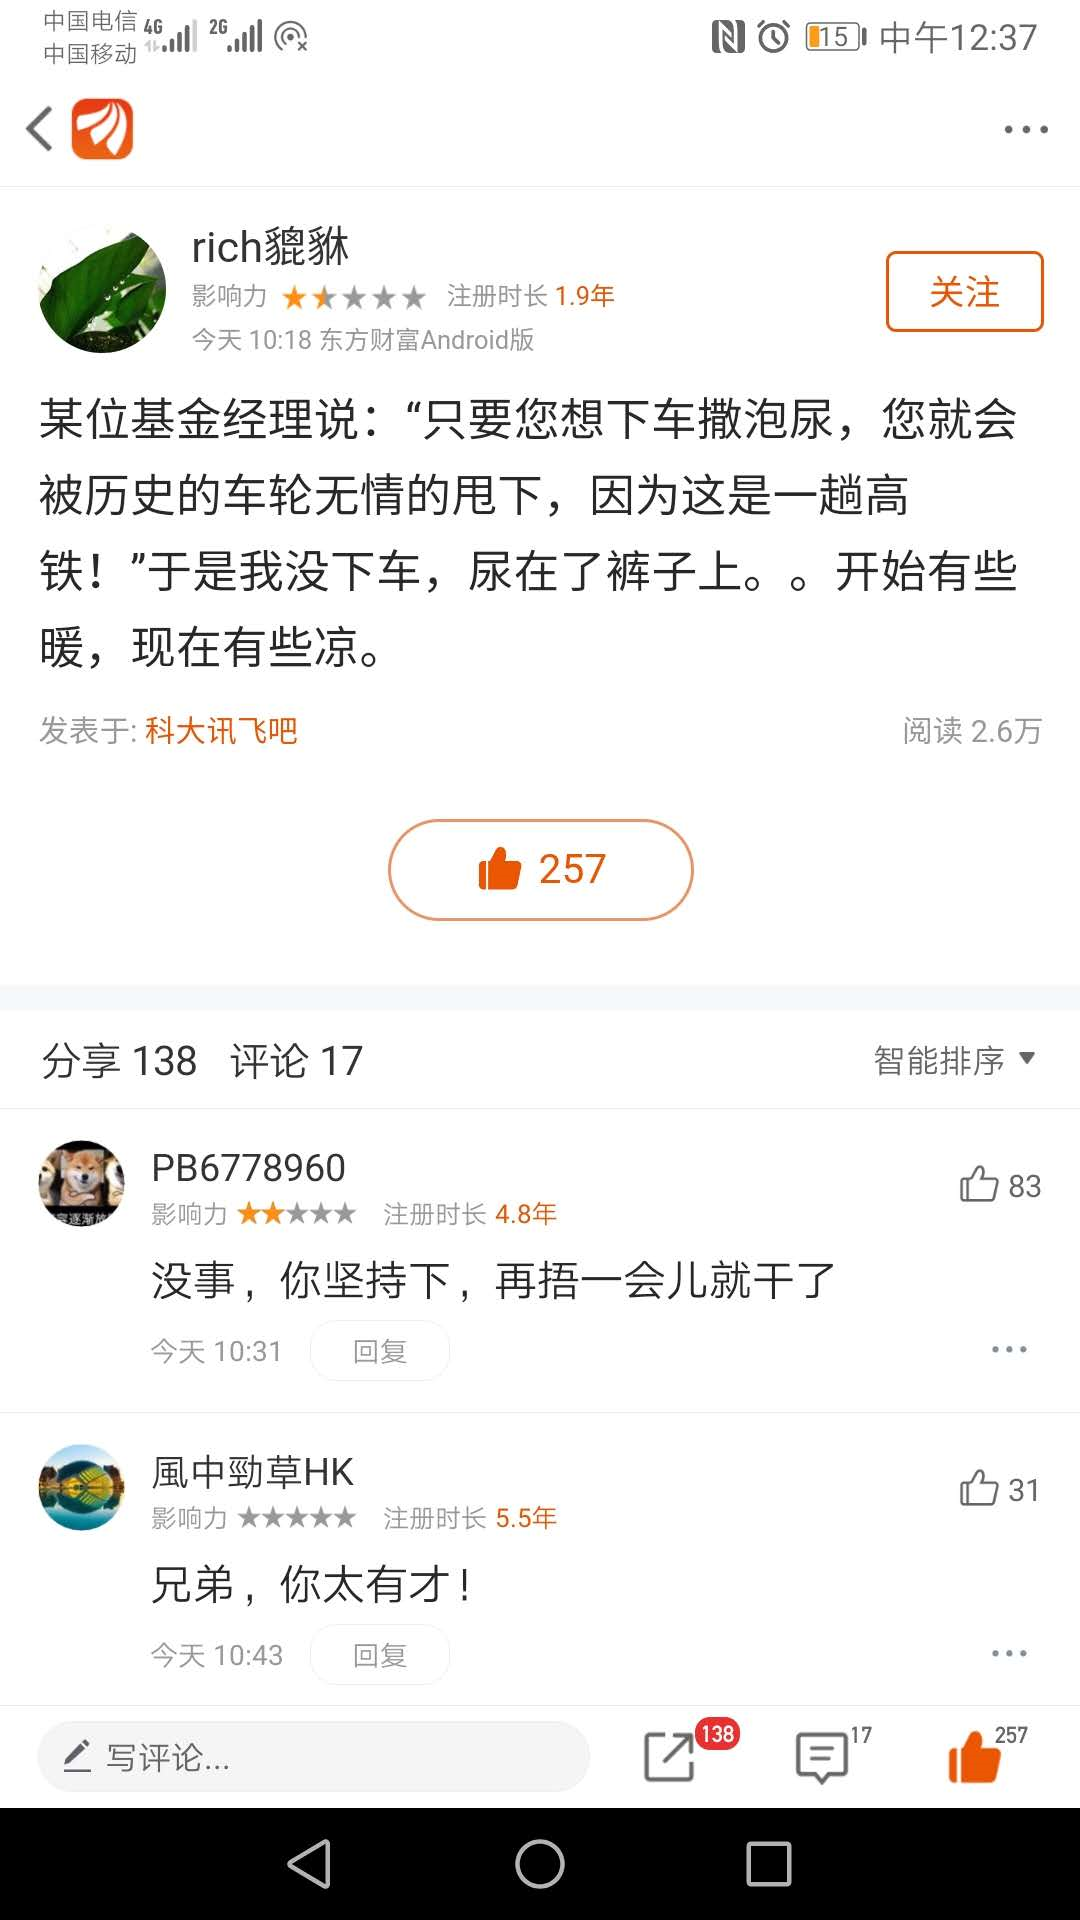 中国电信 4G 2G
中国移动
15 中午12:37
rich貔貅
影响力 注册时长 1.9年
今天 10:18 东方财富Android版
关注
某位基金经理说：“只要您想下车撒泡尿，您就会
被历史的车轮无情的甩下，因为这是一趟高
铁！”于是我没下车，尿在了裤子上。。开始有些
暖，现在有些凉。
发表于: 科大讯飞吧 阅读 2.6万
257
分享 138 评论 17 智能排序
PB6778960
83
影响力 注册时长 4.8年
没事，你坚持下，再捂一会儿就干了
今天 10:31 回复
風中勁草HK
31
影响力 注册时长 5.5年
兄弟，你太有才！
今天 10:43 回复
写评论... 138 17 257